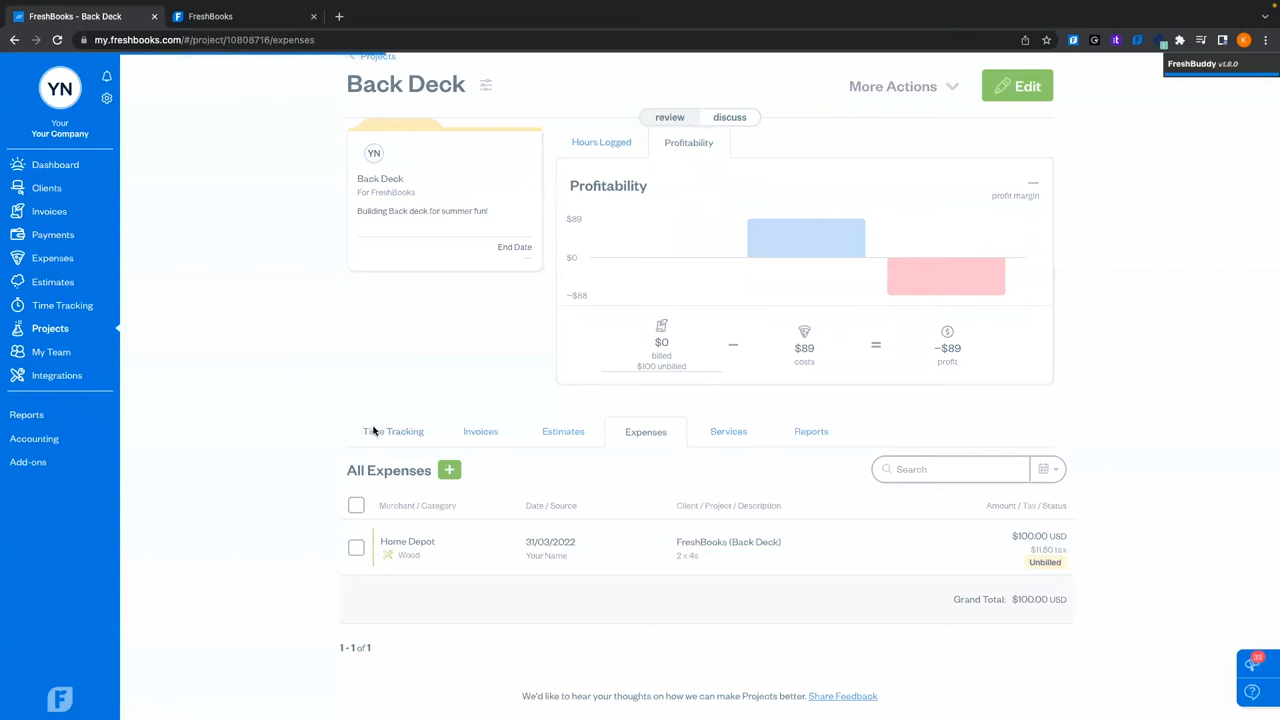 FreshBooks - Back Deck
FreshBooks
my.freshbooks.com/#/project/10808716/expenses
FreshBuddy v1.8.0
YN
Your
Your Company
Dashboard
Clients
Invoices
Payments
Expenses
Estimates
Time Tracking
Projects
My Team
Integrations
Reports
Accounting
Add-ons
Projects
Back Deck
More Actions
Edit
review
discuss
YN
Back Deck
For FreshBooks
Building Back deck for summer fun!
End Date
Hours Logged
Profitability
Profitability
profit margin
$89
$0
-$88
$0
billed
$100 unbilled
—
$89
costs
=
-$89
profit
Time Tracking
Invoices
Estimates
Expenses
Services
Reports
All Expenses
+
Search
Merchant / Category
Date / Source
Client / Project / Description
Amount / Tax / Status
Home Depot
31/03/2022
FreshBooks (Back Deck)
$100.00 USD
Wood
Your Name
2 x 4s
$11.50 tax
Unbilled
Grand Total: $100.00 USD
1 - 1 of 1
We'd like to hear your thoughts on how we can make Projects better. Share Feedback
33
K